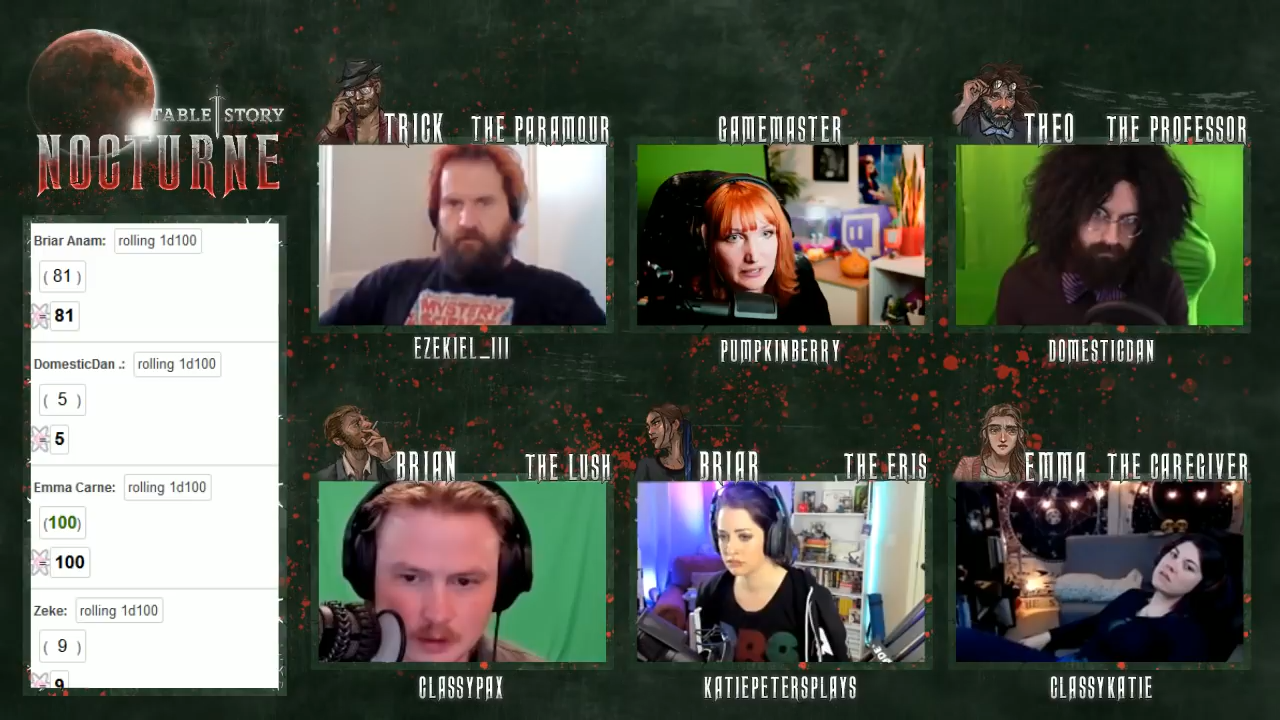 TABLE STORY
NOCTURNE
Briar Anam: rolling 1d100
( 81 )
= 81
DomesticDan .: rolling 1d100
( 5 )
= 5
Emma Carne: rolling 1d100
(100)
= 100
Zeke: rolling 1d100
( 9 )
= 9
TRICK THE PARAMOUR
MYSTERY
EZEKIEL_III
GAMEMASTER
PUMPKINBERRY
THEO THE PROFESSOR
DOMESTICDAN
BRIAN THE LUSH
CLASSYPAX
BRIAR THE ERIS
KATIEPETERSPLAYS
EMMA THE CAREGIVER
CLASSYKATIE